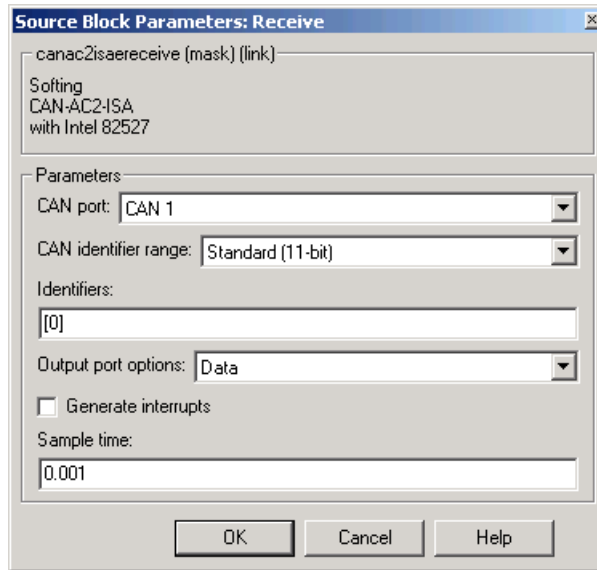 Source Block Parameters: Receive
canac2isaereceive (mask) (link)
Softing
CAN-AC2-ISA
with Intel 82527
Parameters
CAN port: CAN 1
CAN identifier range: Standard (11-bit)
Identifiers:
[0]
Output port options: Data
Generate interrupts
Sample time:
0.001
OK Cancel Help